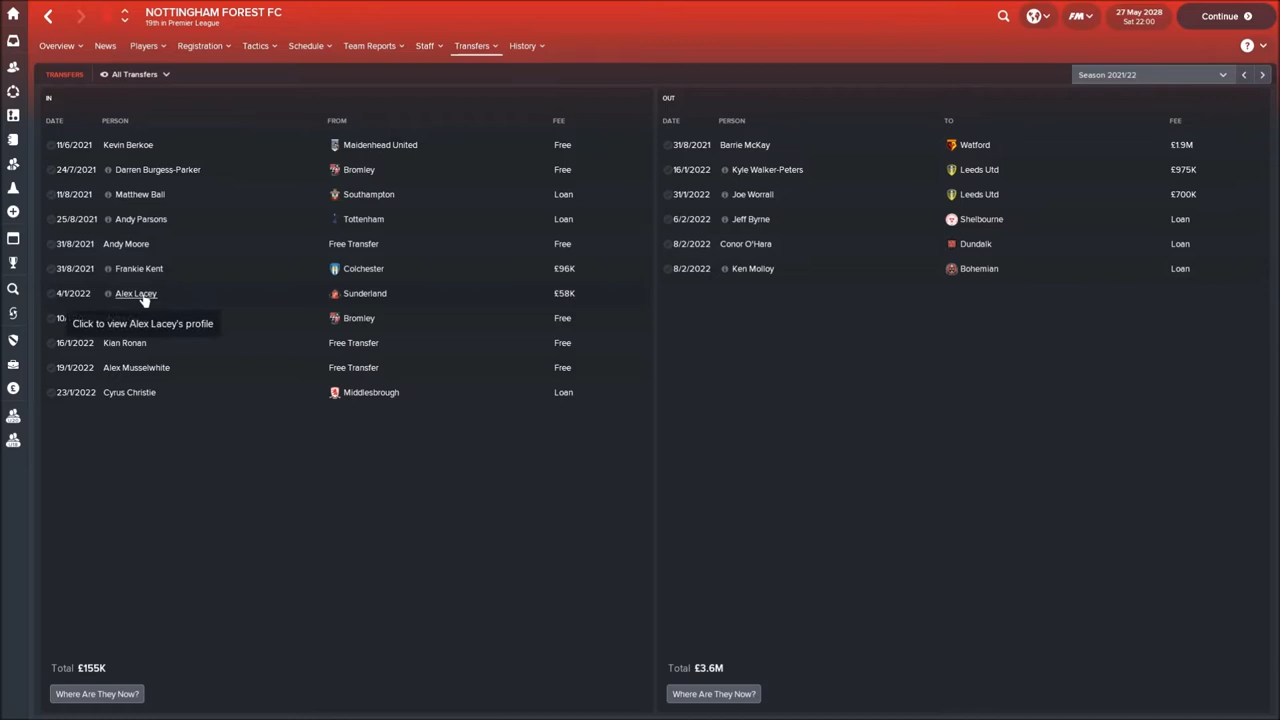 NOTTINGHAM FOREST FC
19th in Premier League
FM
27 May 2028
Sat 22:00
Continue
Overview News Players Registration Tactics Schedule Team Reports Staff Transfers History
?
TRANSFERS All Transfers Season 2021/22
IN
DATE PERSON FROM FEE
11/6/2021 Kevin Berkoe Maidenhead United Free
24/7/2021 Darren Burgess-Parker Bromley Free
11/8/2021 Matthew Ball Southampton Loan
25/8/2021 Andy Parsons Tottenham Loan
31/8/2021 Andy Moore Free Transfer Free
31/8/2021 Frankie Kent Colchester £96K
4/1/2022 Alex Lacey Sunderland £58K
10/ Bromley Free
Click to view Alex Lacey's profile
16/1/2022 Kian Ronan Free Transfer Free
19/1/2022 Alex Musselwhite Free Transfer Free
23/1/2022 Cyrus Christie Middlesbrough Loan
Total £155K
Where Are They Now?
OUT
DATE PERSON TO FEE
31/8/2021 Barrie McKay Watford £1.9M
16/1/2022 Kyle Walker-Peters Leeds Utd £975K
31/1/2022 Joe Worrall Leeds Utd £700K
6/2/2022 Jeff Byrne Shelbourne Loan
8/2/2022 Conor O'Hara Dundalk Loan
8/2/2022 Ken Molloy Bohemian Loan
Total £3.6M
Where Are They Now?